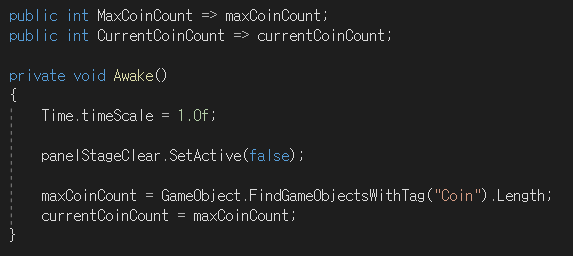 public int MaxCoinCount => maxCoinCount;
public int CurrentCoinCount => currentCoinCount;
private void Awake()
{
Time.timeScale = 1.0f;
panelStageClear.SetActive(false);
maxCoinCount = GameObject.FindGameObjectsWithTag("Coin").Length;
currentCoinCount = maxCoinCount;
}